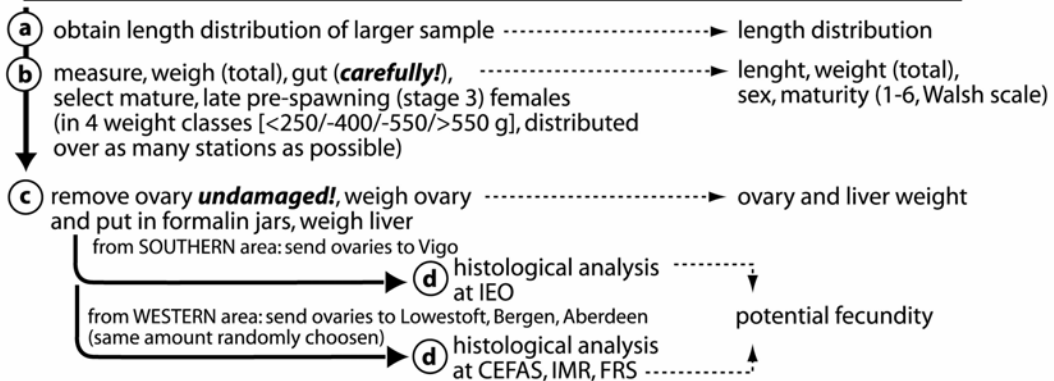 a obtain length distribution of larger sample length distribution
b measure, weigh (total), gut (carefully!), lenght, weight (total),
select mature, late pre-spawning (stage 3) females sex, maturity (1-6, Walsh scale)
(in 4 weight classes [<250/-400/-550/>550 g], distributed
over as many stations as possible)
c remove ovary undamaged!, weigh ovary ovary and liver weight
and put in formalin jars, weigh liver
from SOUTHERN area: send ovaries to Vigo
d histological analysis
at IEO
from WESTERN area: send ovaries to Lowestoft, Bergen, Aberdeen potential fecundity
(same amount randomly choosen)
d histological analysis
at CEFAS, IMR, FRS